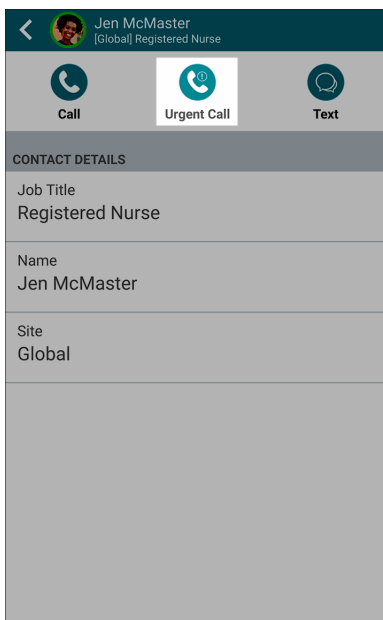 Jen McMaster
[Global] Registered Nurse
Call
Urgent Call
Text
CONTACT DETAILS
Job Title
Registered Nurse
Name
Jen McMaster
Site
Global